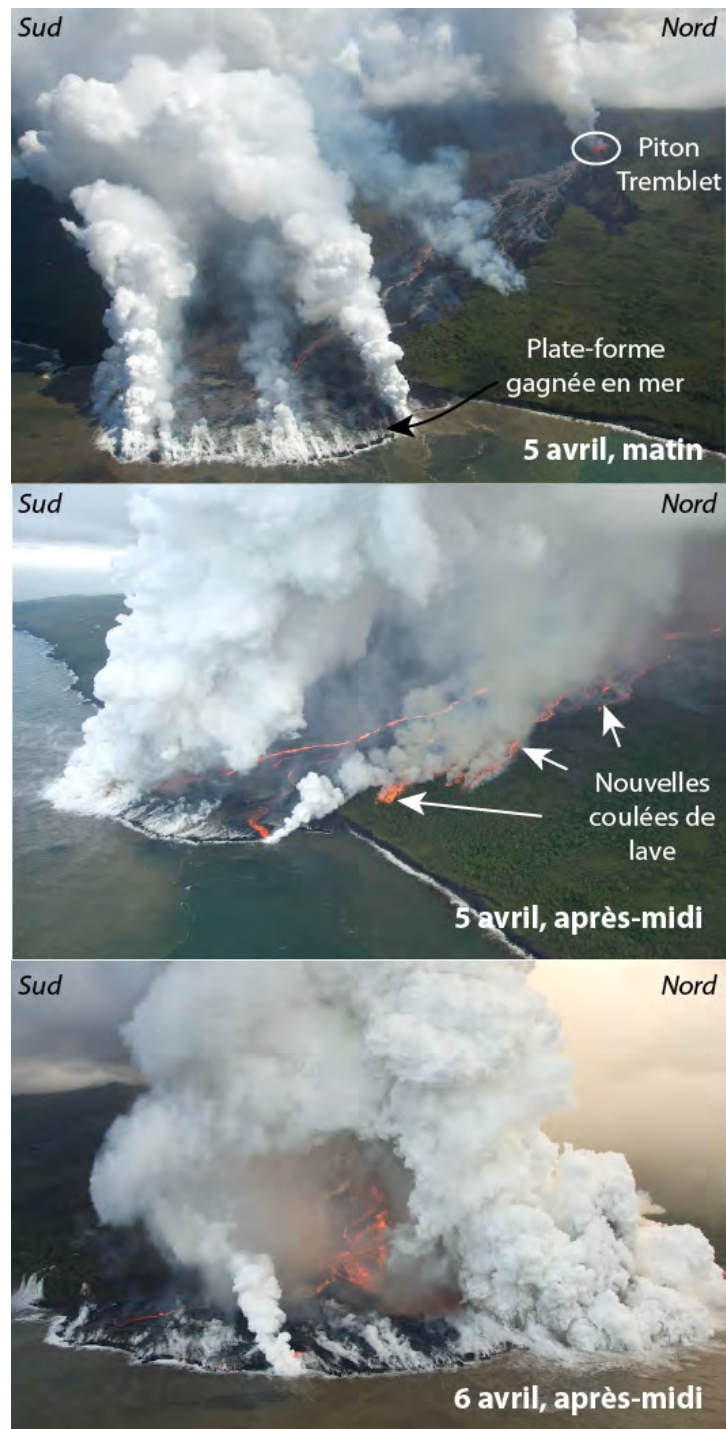 Sud Nord
Piton
Tremblet
Plate-forme
gagnée en mer
5 avril, matin
Sud Nord
Nouvelles
coulées de
lave
5 avril, après-midi
Sud Nord
6 avril, après-midi